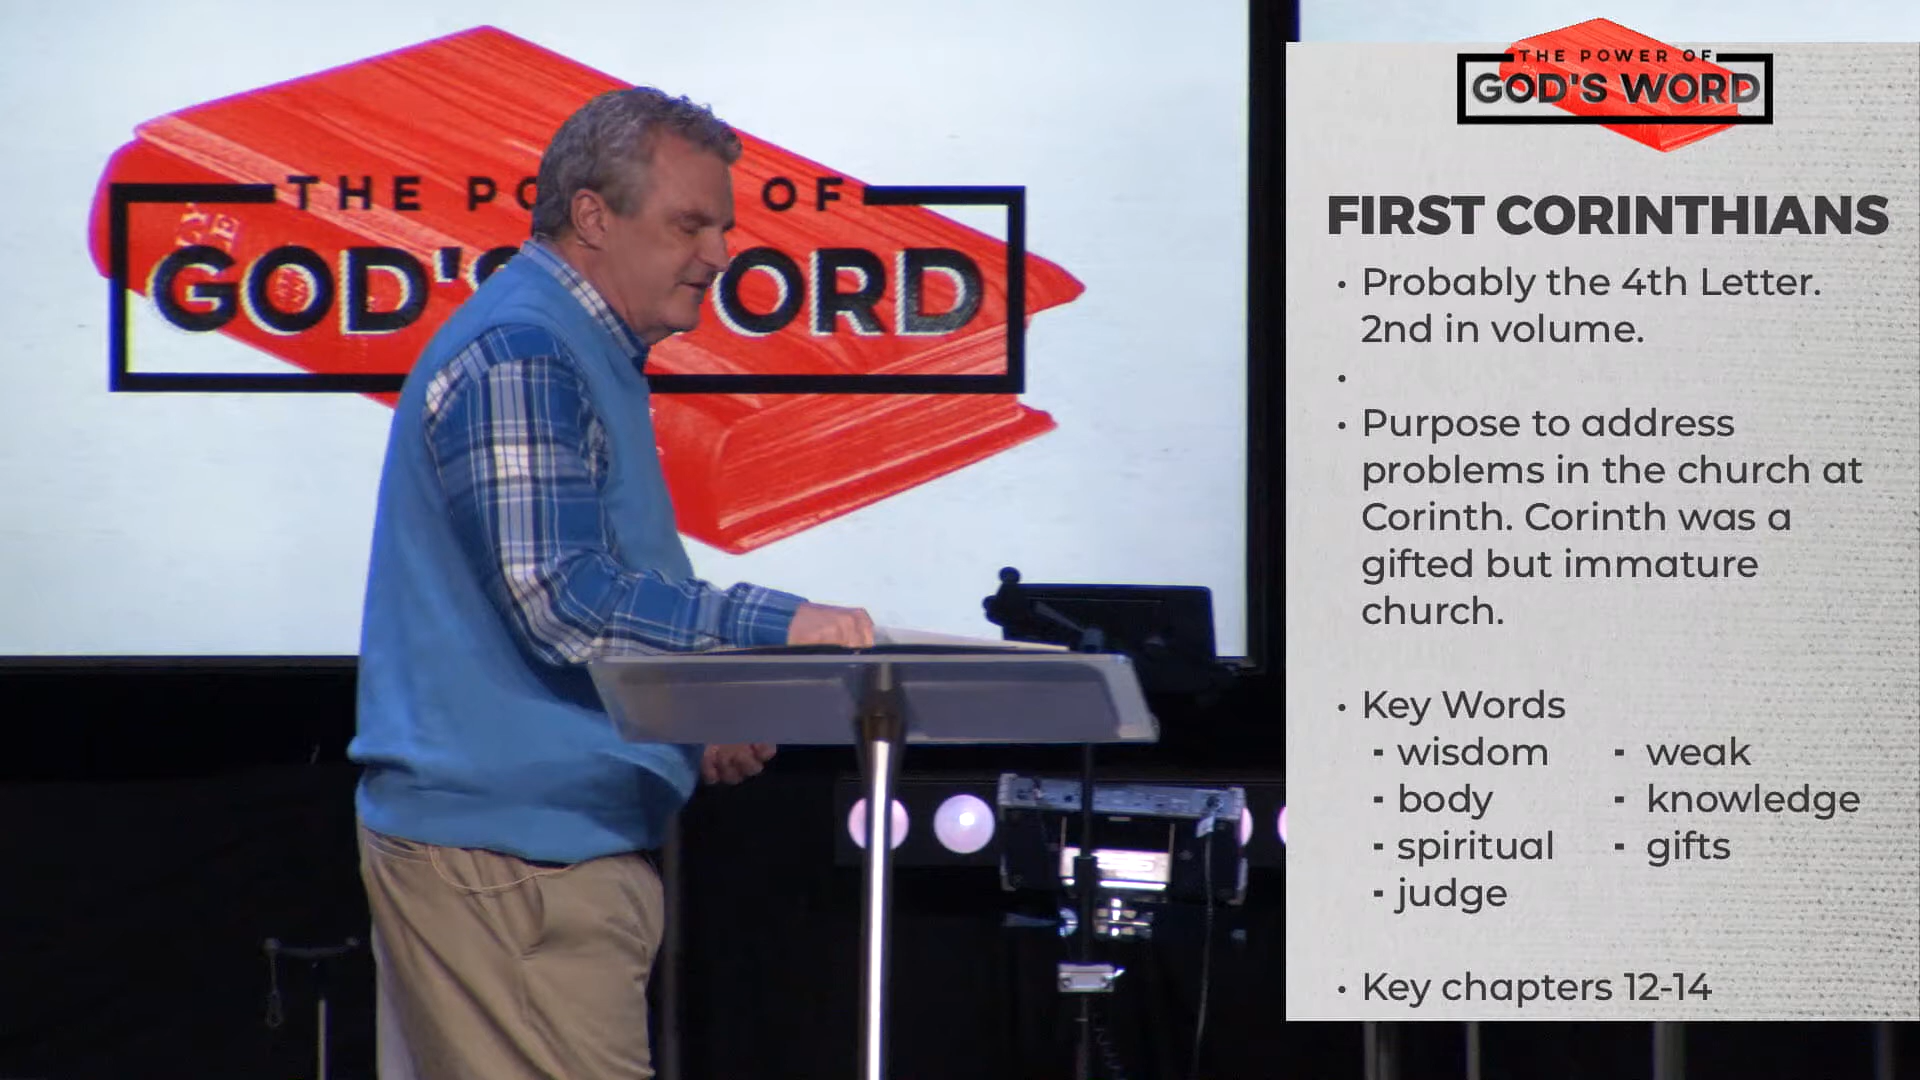 THE PO OF
GOD'S WORD
THE POWER OF
GOD'S WORD
FIRST CORINTHIANS
• Probably the 4th Letter.
2nd in volume.
•
• Purpose to address
problems in the church at
Corinth. Corinth was a
gifted but immature
church.
• Key Words
- wisdom - weak
- body - knowledge
- spiritual - gifts
- judge
• Key chapters 12-14